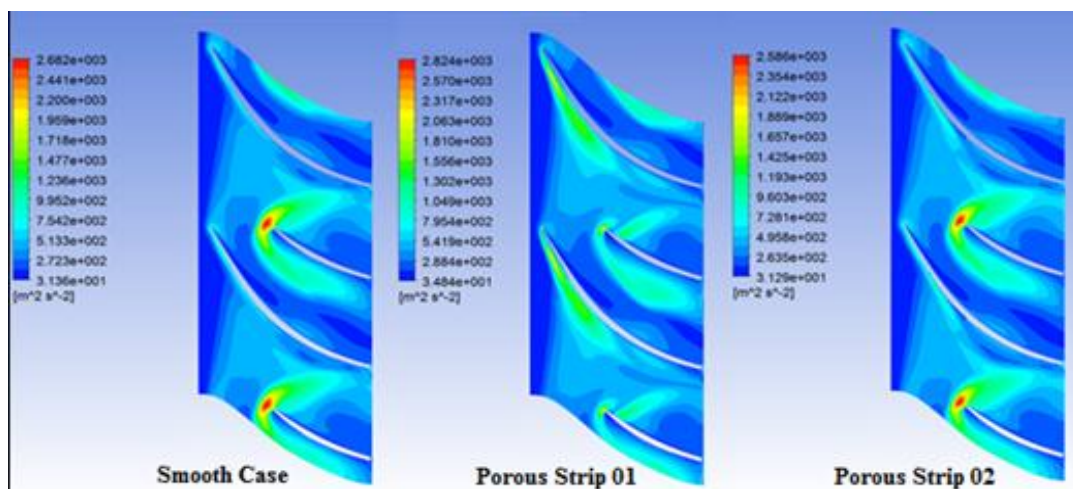 2.682e+003
2.441e+003
2.200e+003
1.959e+003
1.718e+003
1.477e+003
1.236e+003
9.952e+002
7.542e+002
5.133e+002
2.723e+002
3.136e+001
[m^2 s^-2]
Smooth Case
2.824e+003
2.570e+003
2.317e+003
2.063e+003
1.810e+003
1.556e+003
1.302e+003
1.049e+003
7.954e+002
5.419e+002
2.884e+002
3.484e+001
[m^2 s^-2]
Porous Strip 01
2.586e+003
2.354e+003
2.122e+003
1.889e+003
1.657e+003
1.425e+003
1.193e+003
9.603e+002
7.281e+002
4.958e+002
2.635e+002
3.129e+001
[m^2 s^-2]
Porous Strip 02